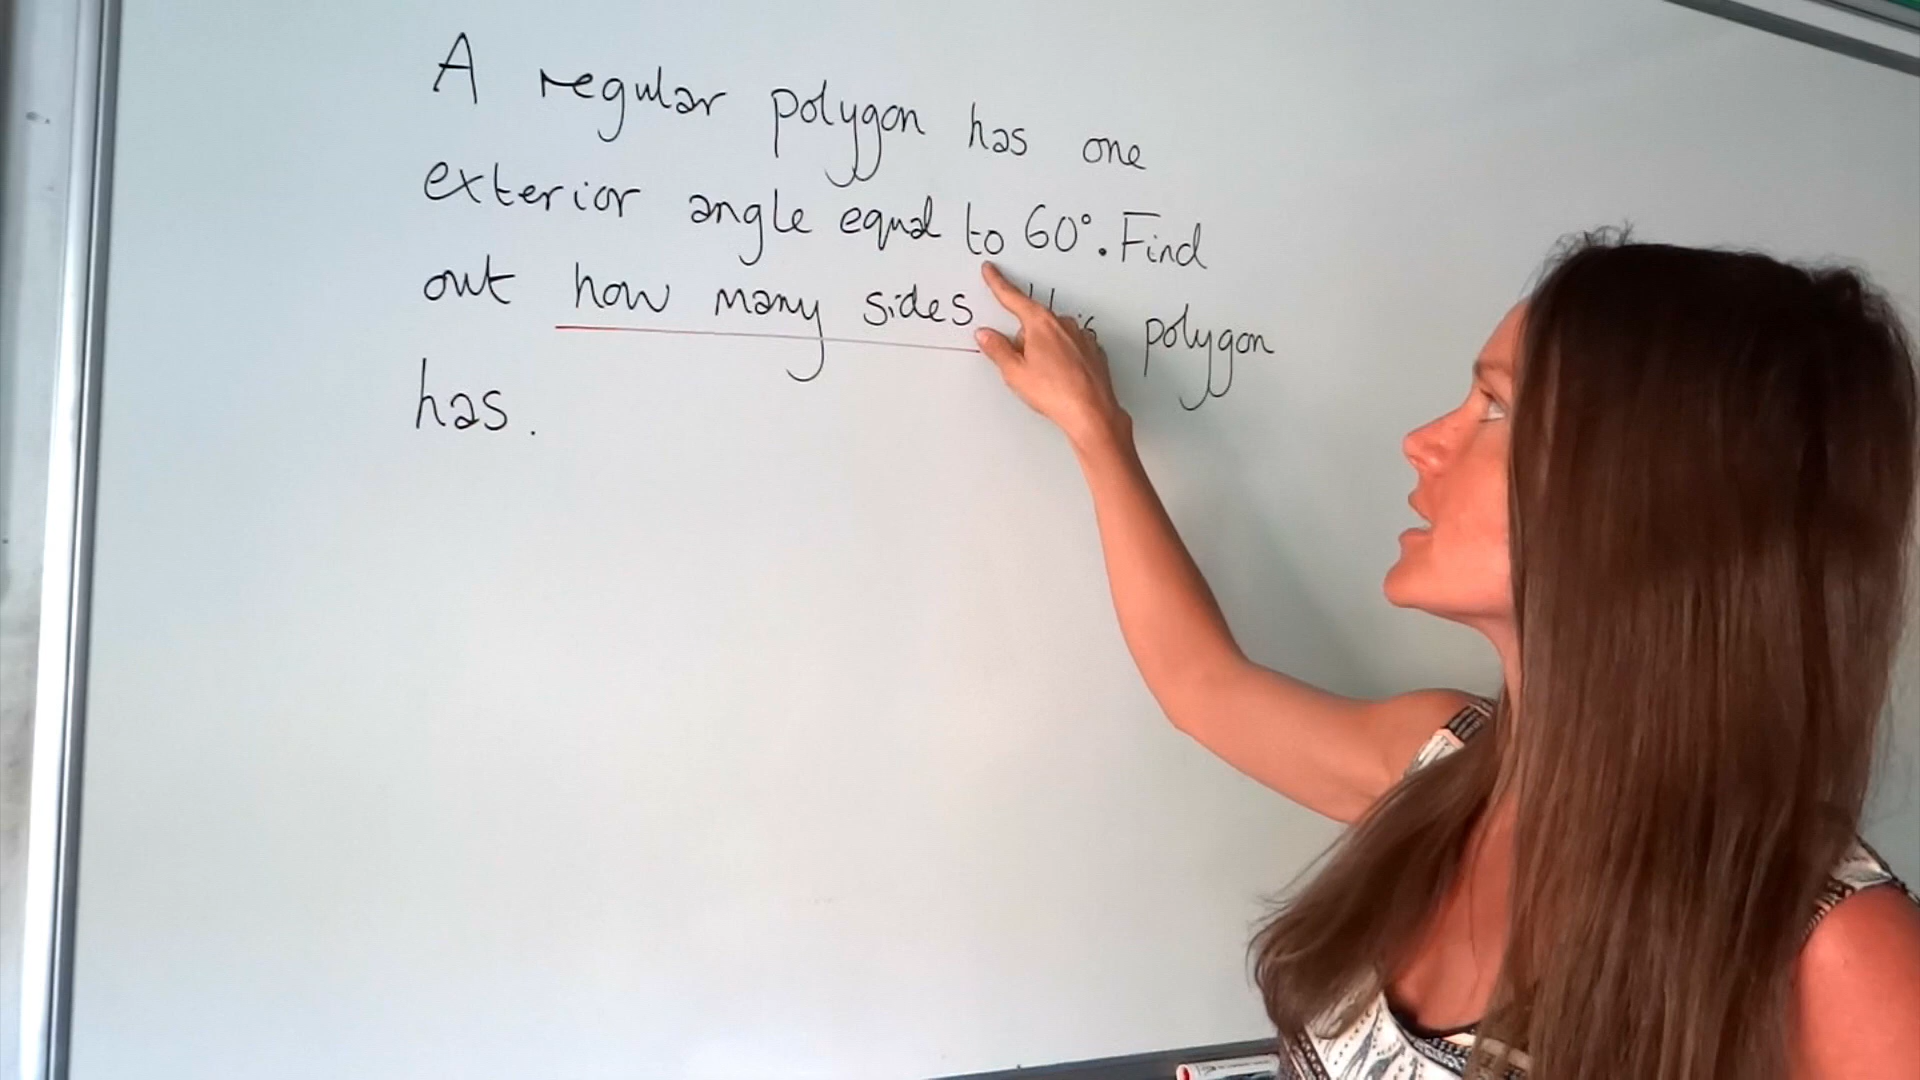 A regular polygon has one
exterior angle equal to 60°. Find
out how many sides this polygon
has.